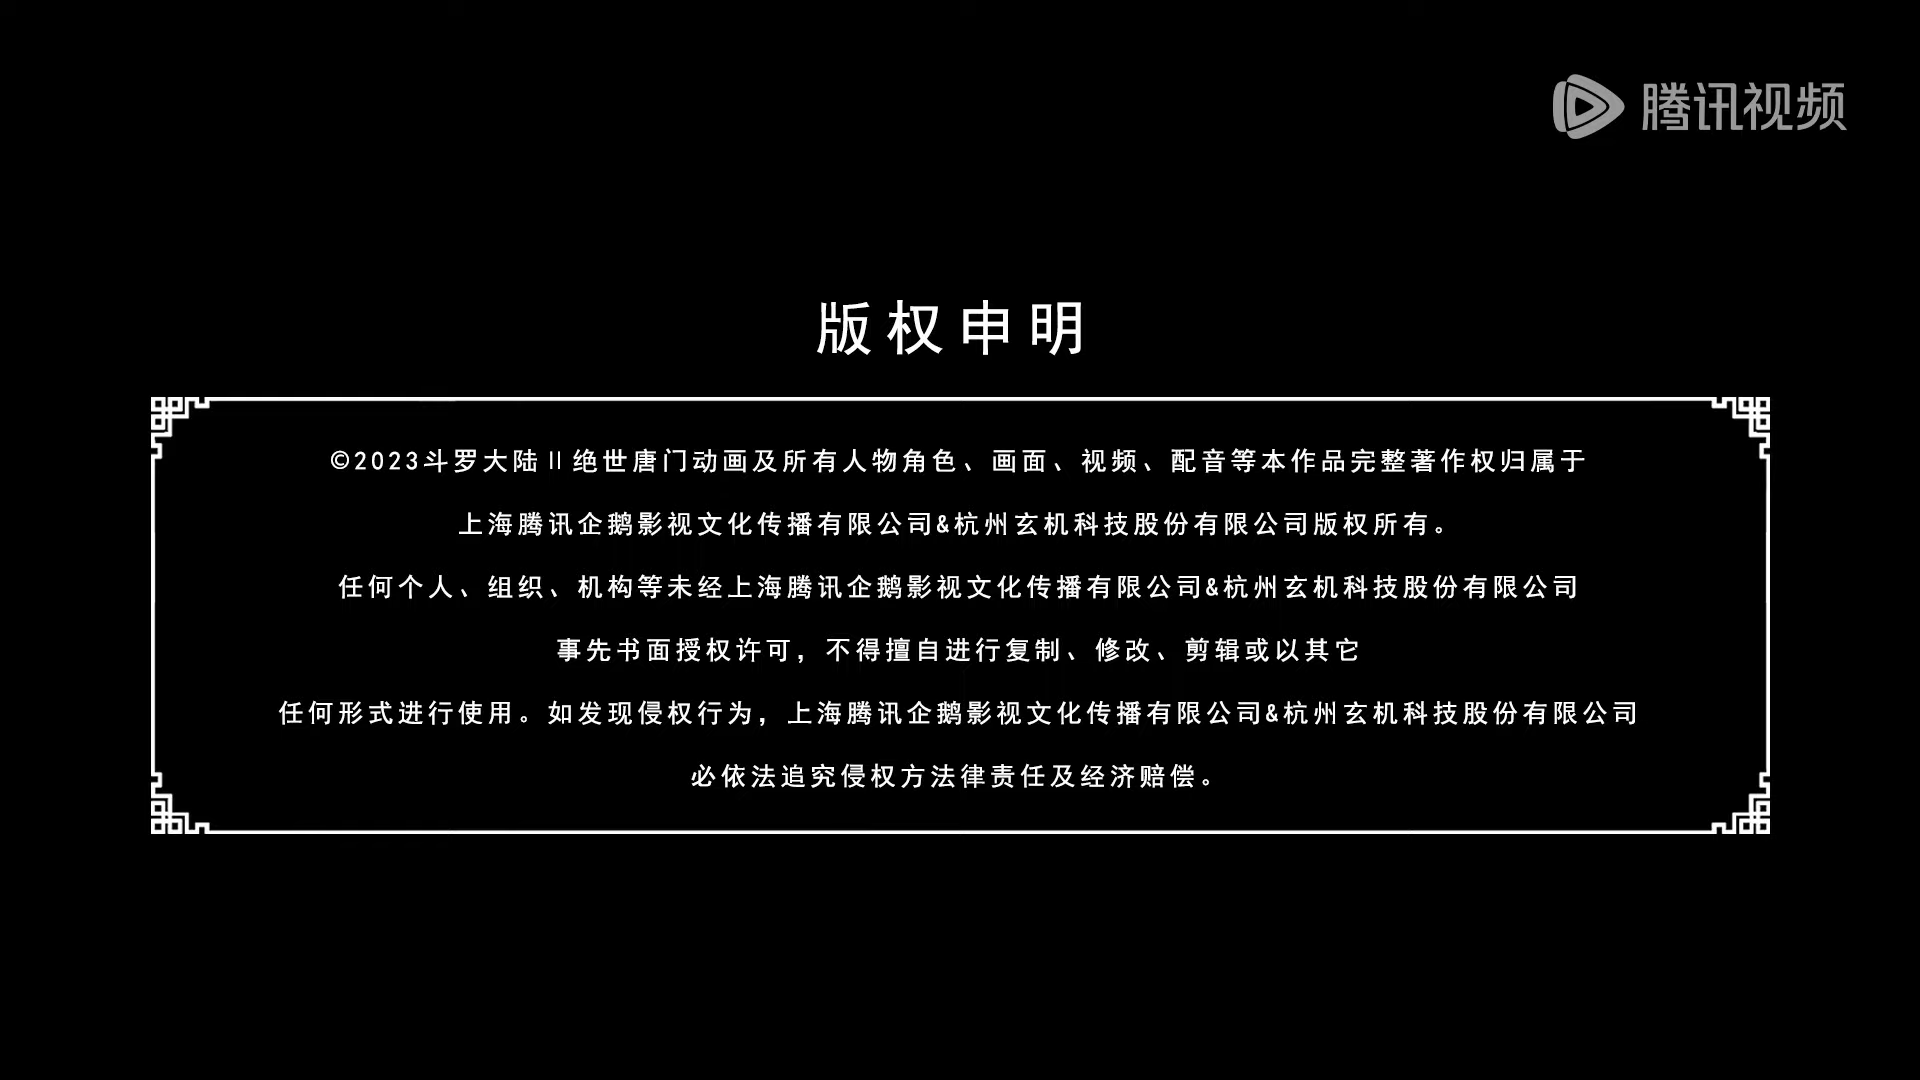 腾讯视频
版权申明
©2023斗罗大陆Ⅱ绝世唐门动画及所有人物角色、画面、视频、配音等本作品完整著作权归属于
上海腾讯企鹅影视文化传播有限公司&杭州玄机科技股份有限公司版权所有。
任何个人、组织、机构等未经上海腾讯企鹅影视文化传播有限公司&杭州玄机科技股份有限公司
事先书面授权许可，不得擅自进行复制、修改、剪辑或以其它
任何形式进行使用。如发现侵权行为，上海腾讯企鹅影视文化传播有限公司&杭州玄机科技股份有限公司
必依法追究侵权方法律责任及经济赔偿。